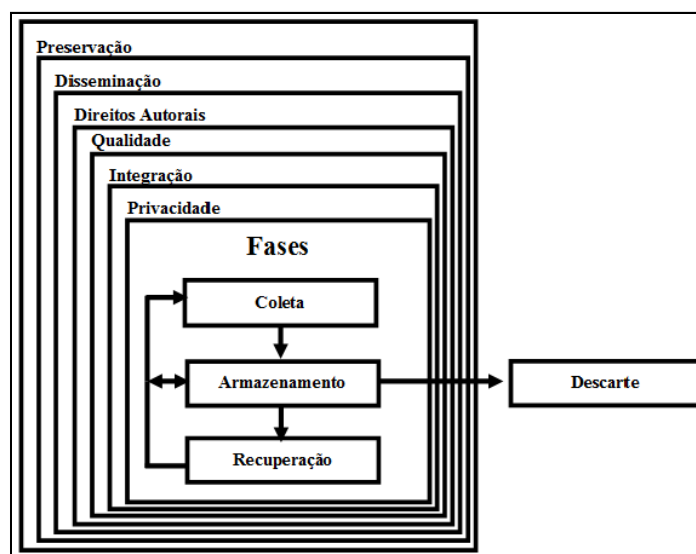 Preservação
Disseminação
Direitos Autorais
Qualidade
Integração
Privacidade
Fases
Coleta
Armazenamento
Descarte
Recuperação